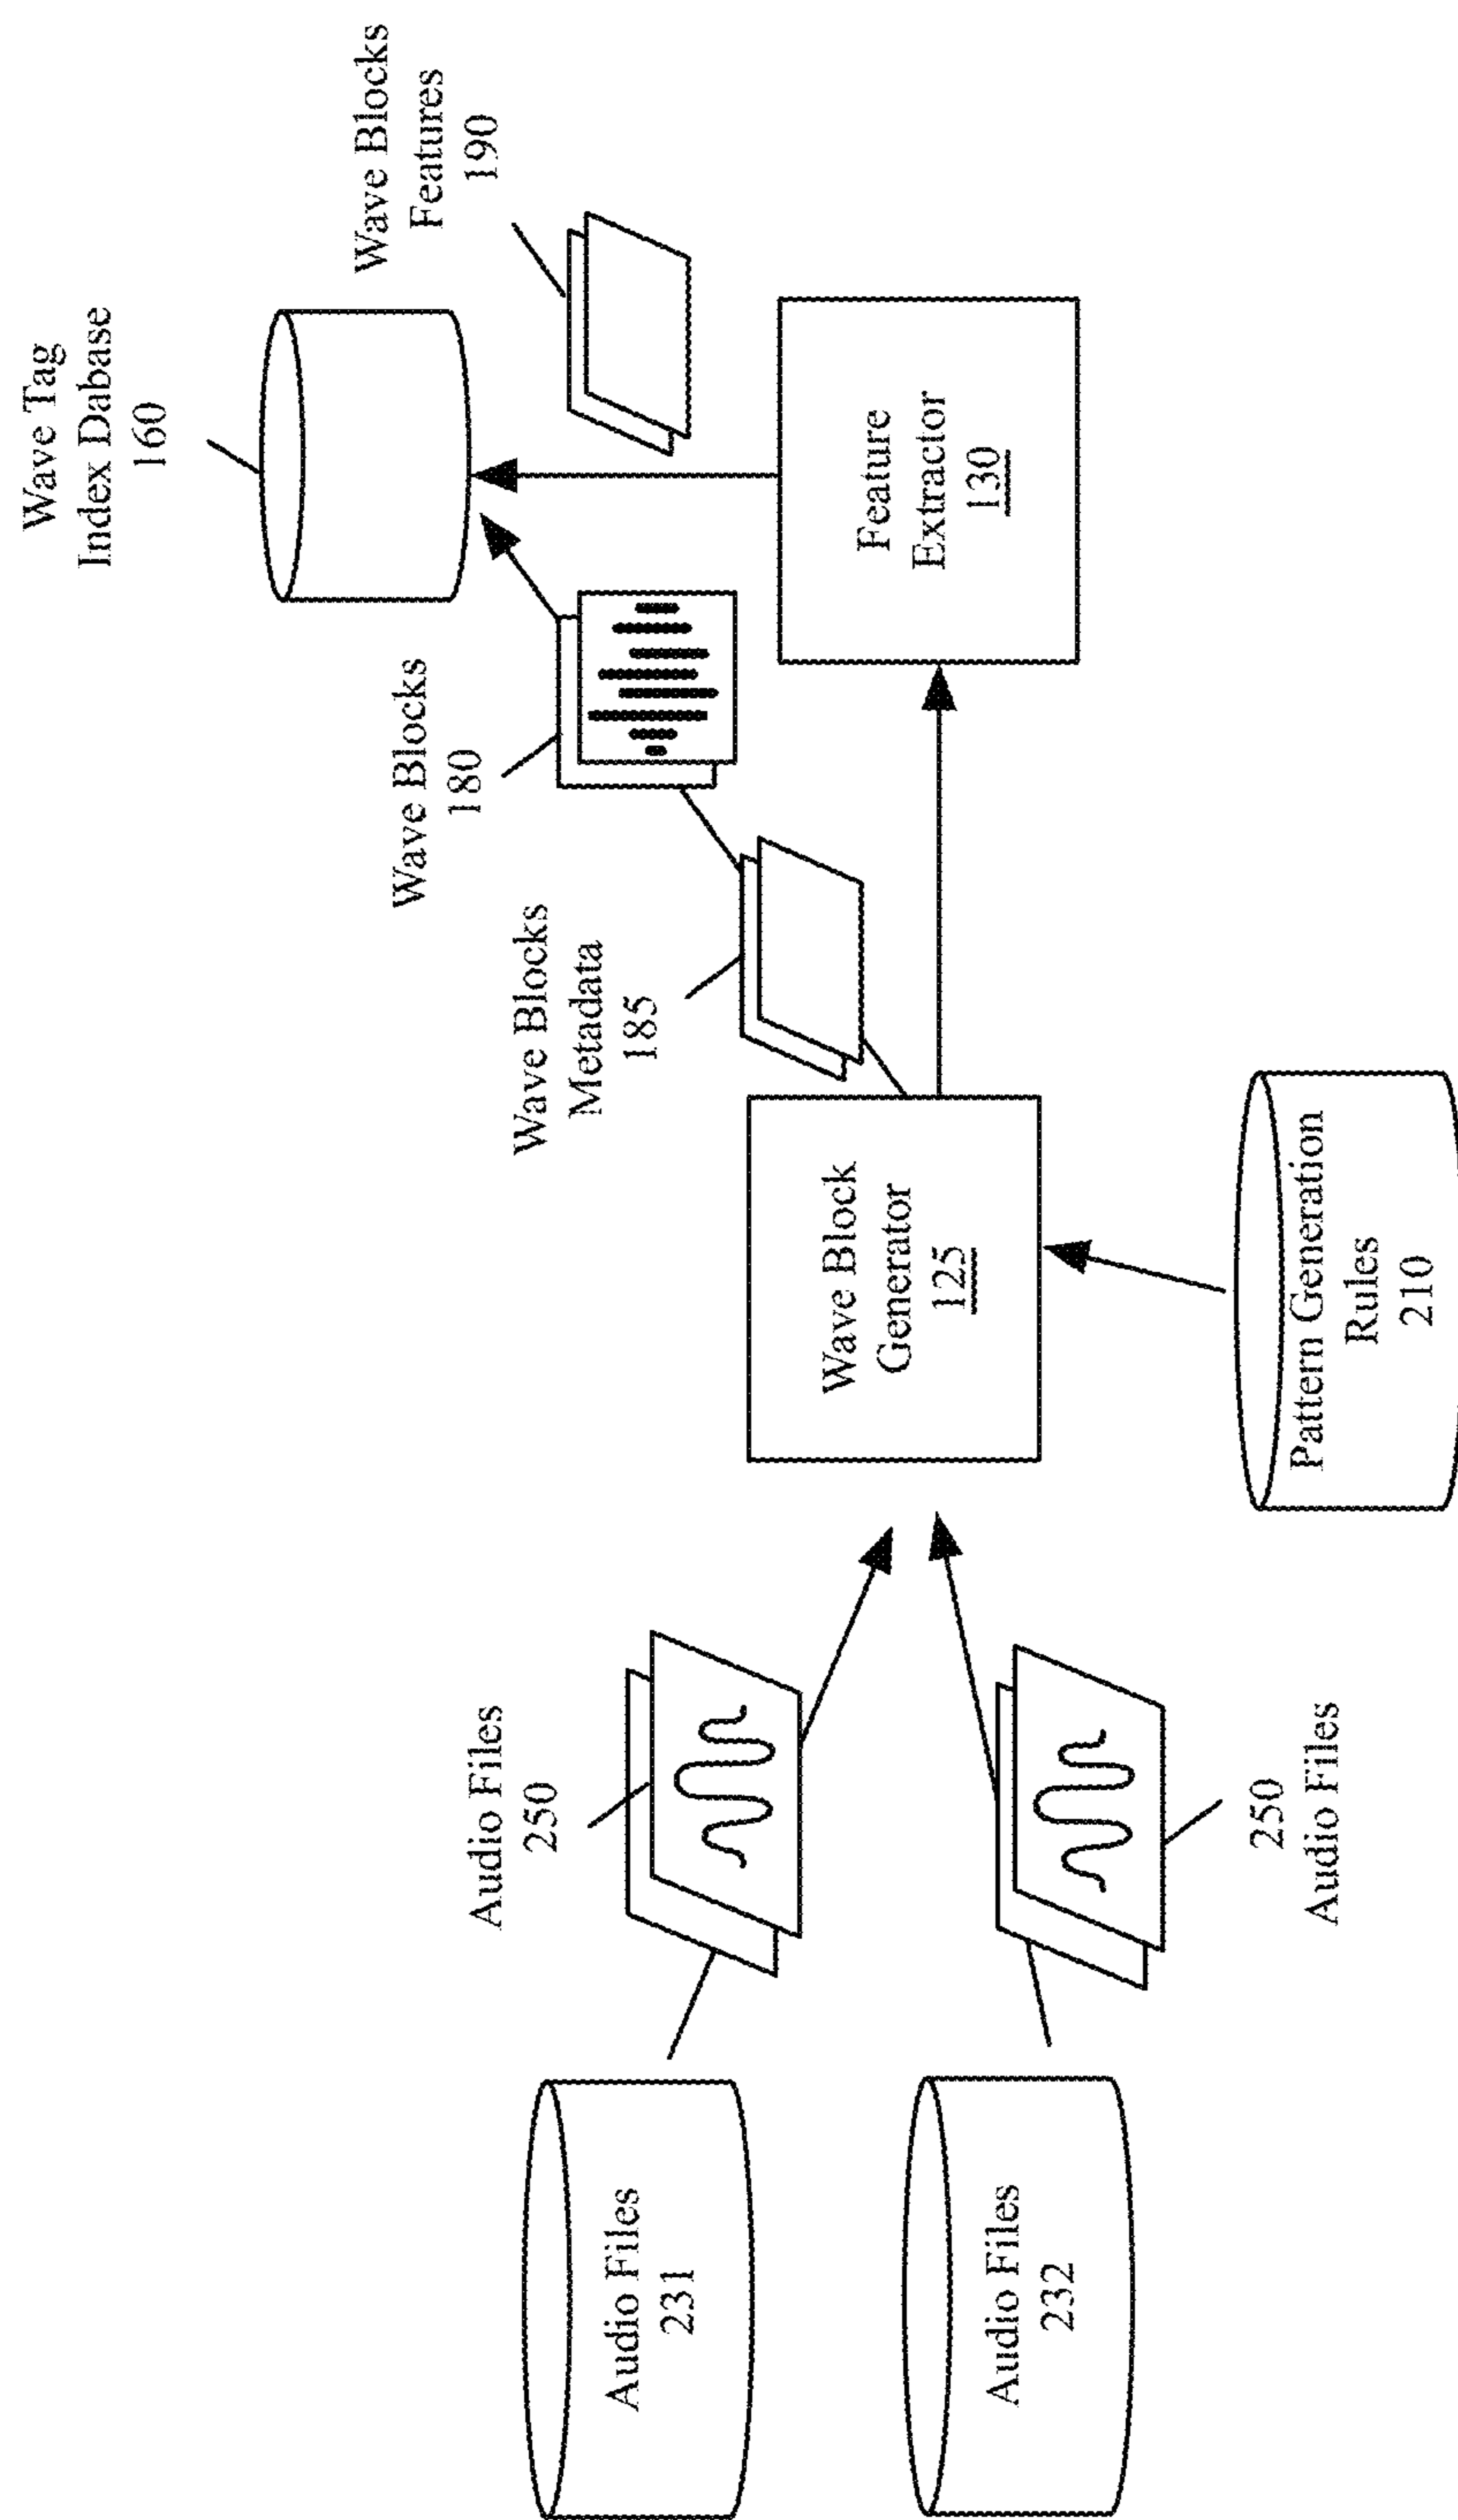 Wave Tag
Index Dabase
160
Wave Blocks
Features
190
Wave Blocks
180
Wave Blocks
Metadata
185
Feature
Extractor
130
Wave Block
Generator
125
Pattern Generation
Rules
210
Audio Files
250
250
Audio Files
Audio Files
231
Audio Files
232